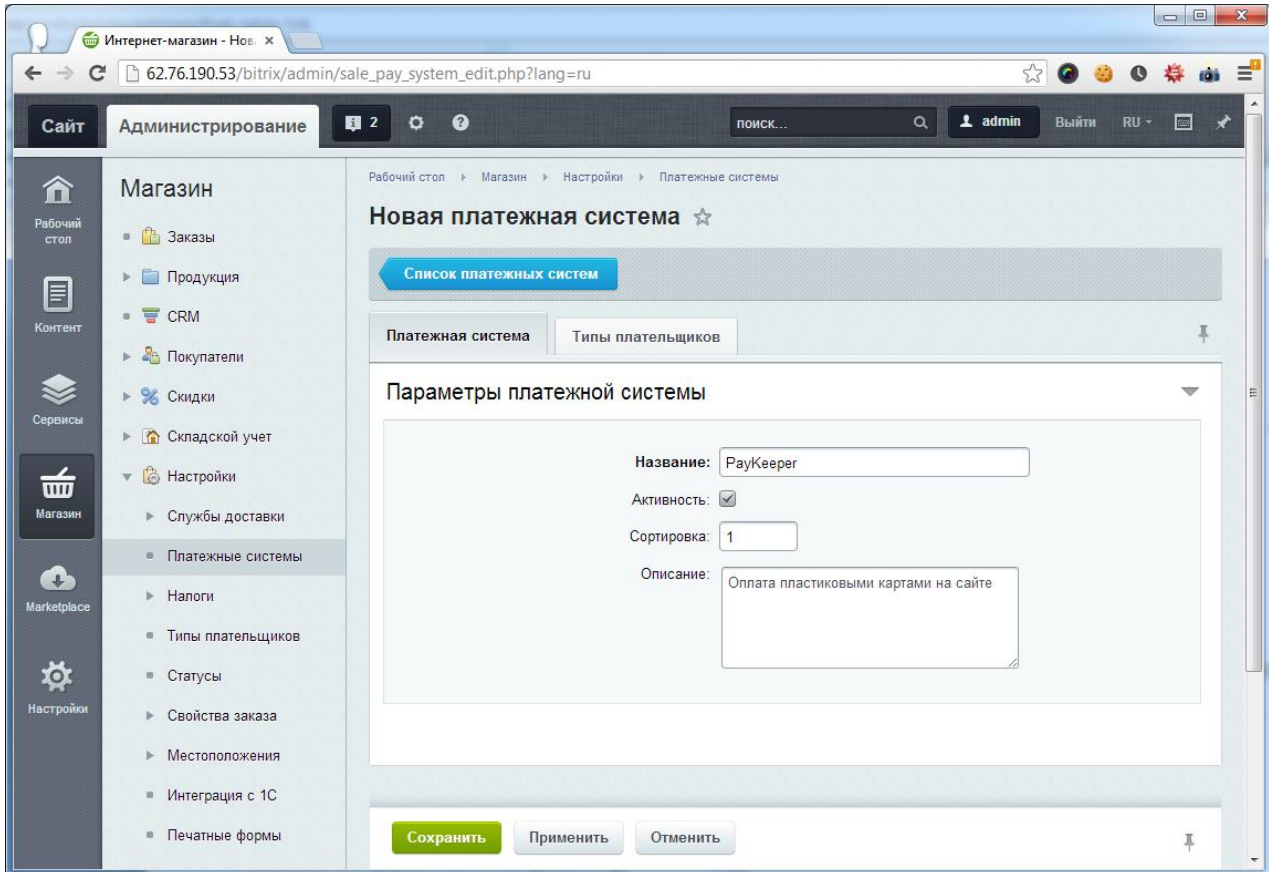 Интернет-магазин - Нов
62.76.190.53/bitrix/admin/sale_pay_system_edit.php?lang=ru
Сайт
Администрирование
2
поиск...
admin
Выйти
RU
Рабочий стол
Контент
Сервисы
Магазин
Marketplace
Настройки
Магазин
Заказы
Продукция
CRM
Покупатели
Скидки
Складской учет
Настройки
Службы доставки
Платежные системы
Налоги
Типы плательщиков
Статусы
Свойства заказа
Местоположения
Интеграция с 1С
Печатные формы
Рабочий стол Магазин Настройки Платежные системы
Новая платежная система
Список платежных систем
Платежная система
Типы плательщиков
Параметры платежной системы
Название: PayKeeper
Активность:
Сортировка: 1
Описание: Оплата пластиковыми картами на сайте
Сохранить
Применить
Отменить